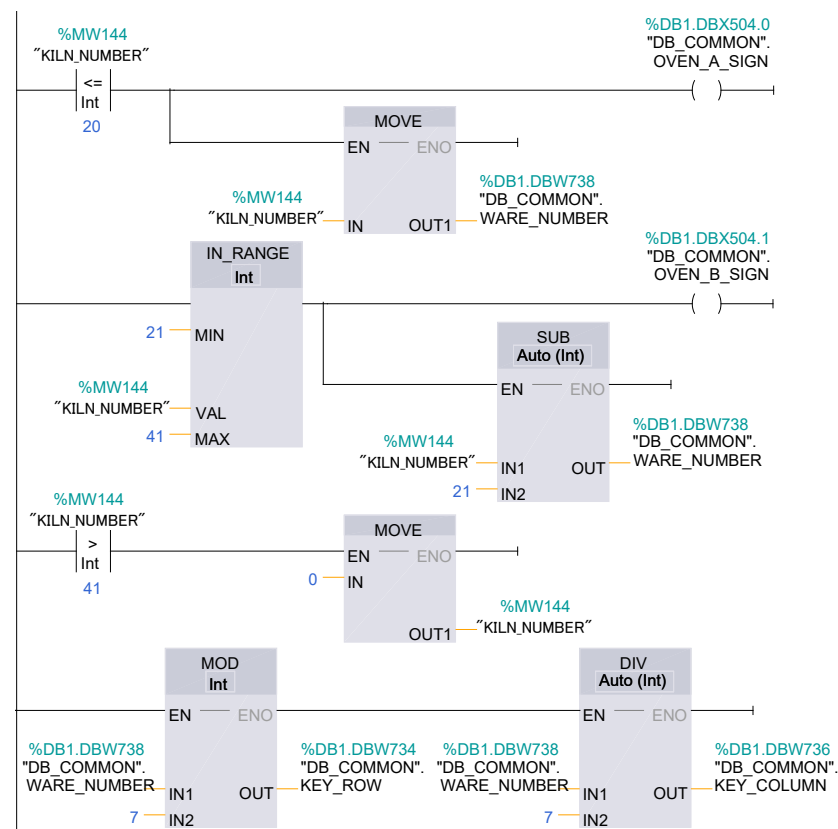 %MW144
"KILN_NUMBER"
<=
Int
20
%DB1.DBX504.0
"DB_COMMON".
OVEN_A_SIGN
MOVE
EN
ENO
%MW144
"KILN_NUMBER"
IN
OUT1
%DB1.DBW738
"DB_COMMON".
WARE_NUMBER
IN_RANGE
Int
21
MIN
%MW144
"KILN_NUMBER"
VAL
41
MAX
%DB1.DBX504.1
"DB_COMMON".
OVEN_B_SIGN
SUB
Auto (Int)
EN
ENO
%MW144
"KILN_NUMBER"
IN1
21
IN2
OUT
%DB1.DBW738
"DB_COMMON".
WARE_NUMBER
%MW144
"KILN_NUMBER"
>
Int
41
MOVE
EN
ENO
0
IN
OUT1
%MW144
"KILN_NUMBER"
MOD
Int
EN
ENO
%DB1.DBW738
"DB_COMMON".
WARE_NUMBER
IN1
7
IN2
OUT
%DB1.DBW734
"DB_COMMON".
KEY_ROW
DIV
Auto (Int)
EN
ENO
%DB1.DBW738
"DB_COMMON".
WARE_NUMBER
IN1
7
IN2
OUT
%DB1.DBW736
"DB_COMMON".
KEY_COLUMN